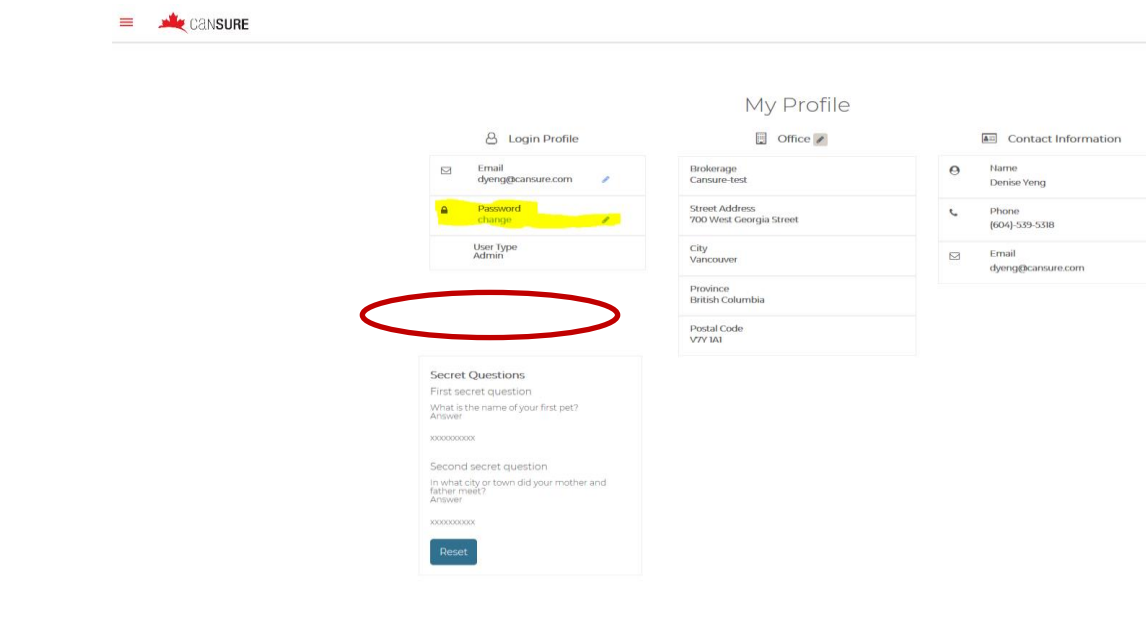 canSURE
My Profile
Login Profile
Email
dyeng@cansure.com
Password
change
User Type
Admin
Office
Brokerage
Cansure-test
Street Address
700 West Georgia Street
City
Vancouver
Province
British Columbia
Postal Code
V7Y 1A1
Contact Information
Name
Denise Yeng
Phone
(604)-539-5318
Email
dyeng@cansure.com
Secret Questions
First secret question
What is the name of your first pet?
Answer
xxxxxxxxxx
Second secret question
In what city or town did your mother and
father meet?
Answer
xxxxxxxxxx
Reset